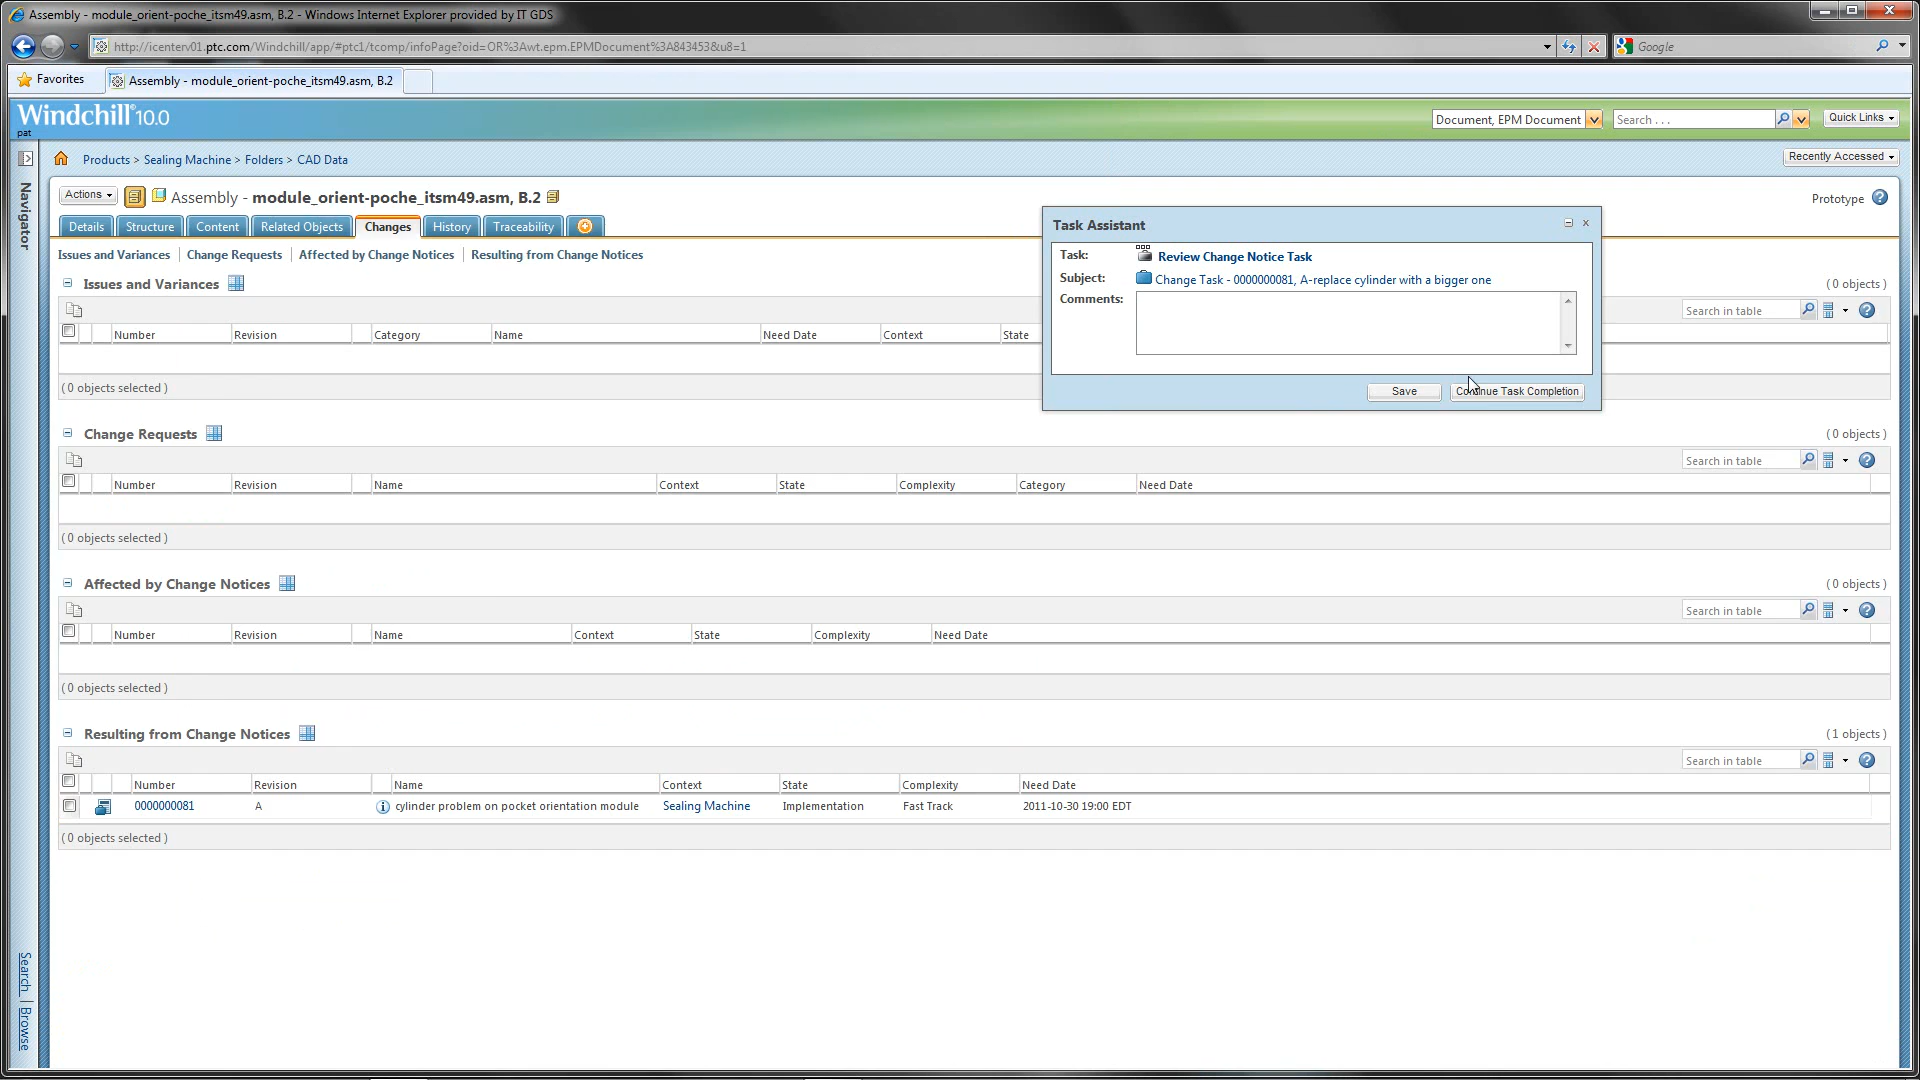 Assembly - module_orient-poche_itsm49.asm, B.2 - Windows Internet Explorer provided by IT GDS
http://icenterv01.ptc.com/Windchill/app/#ptc1/tcomp/infoPage?oid=OR%3Awt.epm.EPMDocument%3A843453&u8=1
Google
Favorites
Assembly - module_orient-poche_itsm49.asm, B.2
Windchill 10.0
pat
Document, EPM Document
Search . . .
Quick Links
Products > Sealing Machine > Folders > CAD Data
Recently Accessed
Navigator
Actions
Assembly - module_orient-poche_itsm49.asm, B.2
Prototype
Details
Structure
Content
Related Objects
Changes
History
Traceability
Task Assistant
Task:
Review Change Notice Task
Subject:
Change Task - 0000000081, A-replace cylinder with a bigger one
Comments:
Save
Issues and Variances
Change Requests
Affected by Change Notices
Resulting from Change Notices
Issues and Variances
( 0 objects )
Search in table
Number Revision Category Name Need Date Context State
( 0 objects selected )
Change Requests
( 0 objects )
Search in table
Number Revision Name Context State Complexity Category Need Date
( 0 objects selected )
Affected by Change Notices
( 0 objects )
Search in table
Number Revision Name Context State Complexity Need Date
( 0 objects selected )
Resulting from Change Notices
( 1 objects )
Search in table
Number Revision Name Context State Complexity Need Date
0000000081 A cylinder problem on pocket orientation module Sealing Machine Implementation Fast Track 2011-10-30 19:00 EDT
( 0 objects selected )
Search
Browse
Task Completion